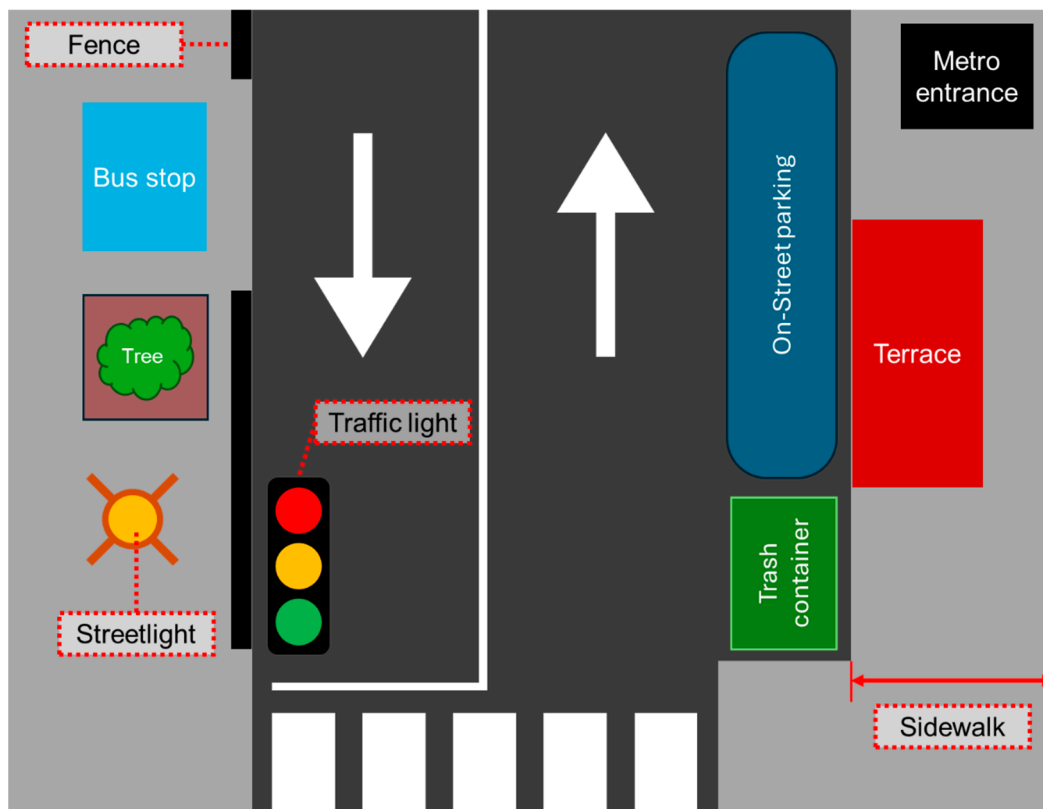 Fence
Metro
entrance
Bus stop
On-Street parking
Tree
Terrace
Traffic light
Trash
container
Streetlight
Sidewalk